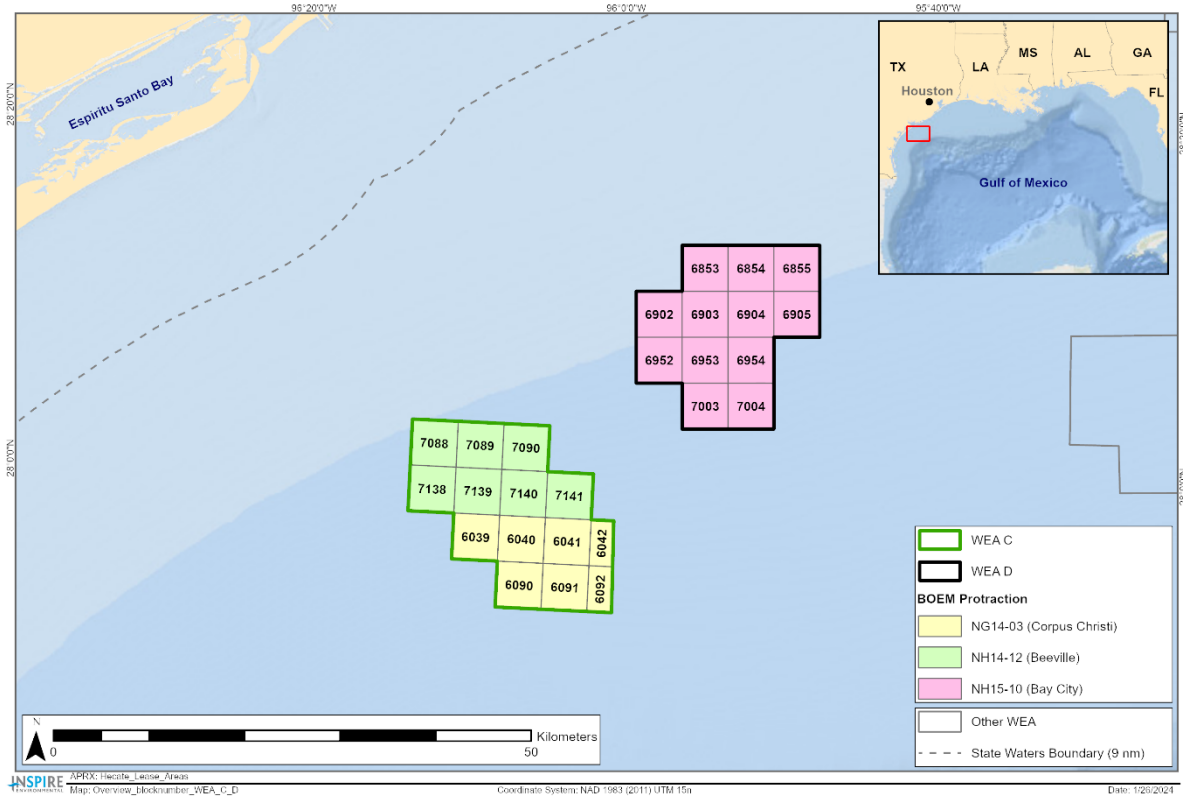 96°20'0"W
96°0'0"W
95°40'0"W
28°20'0"N
28°0'0"N
Espiritu Santo Bay
TX
LA
MS
AL
GA
FL
Houston
Gulf of Mexico
6853 6854 6855
6902 6903 6904 6905
6952 6953 6954
7003 7004
7088 7089 7090
7138 7139 7140 7141
6039 6040 6041 6042
6090 6091 6092
WEA C
WEA D
BOEM Protraction
NG14-03 (Corpus Christi)
NH14-12 (Beeville)
NH15-10 (Bay City)
Other WEA
State Waters Boundary (9 nm)
N
Kilometers
0 50
INSPIRE
ENVIRONMENTAL
APRX: Hecate_Lease_Areas
Map: Overview_blocknumber_WEA_C_D
Coordinate System: NAD 1983 (2011) UTM 15n
Date: 1/26/2024